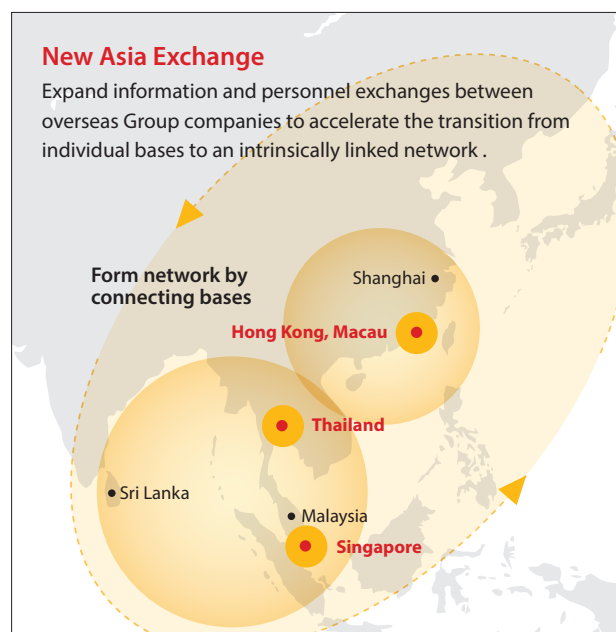 New Asia Exchange
Expand information and personnel exchanges between
overseas Group companies to accelerate the transition from
individual bases to an intrinsically linked network .
Form network by
connecting bases
Shanghai
Hong Kong, Macau
Thailand
Sri Lanka
Malaysia
Singapore